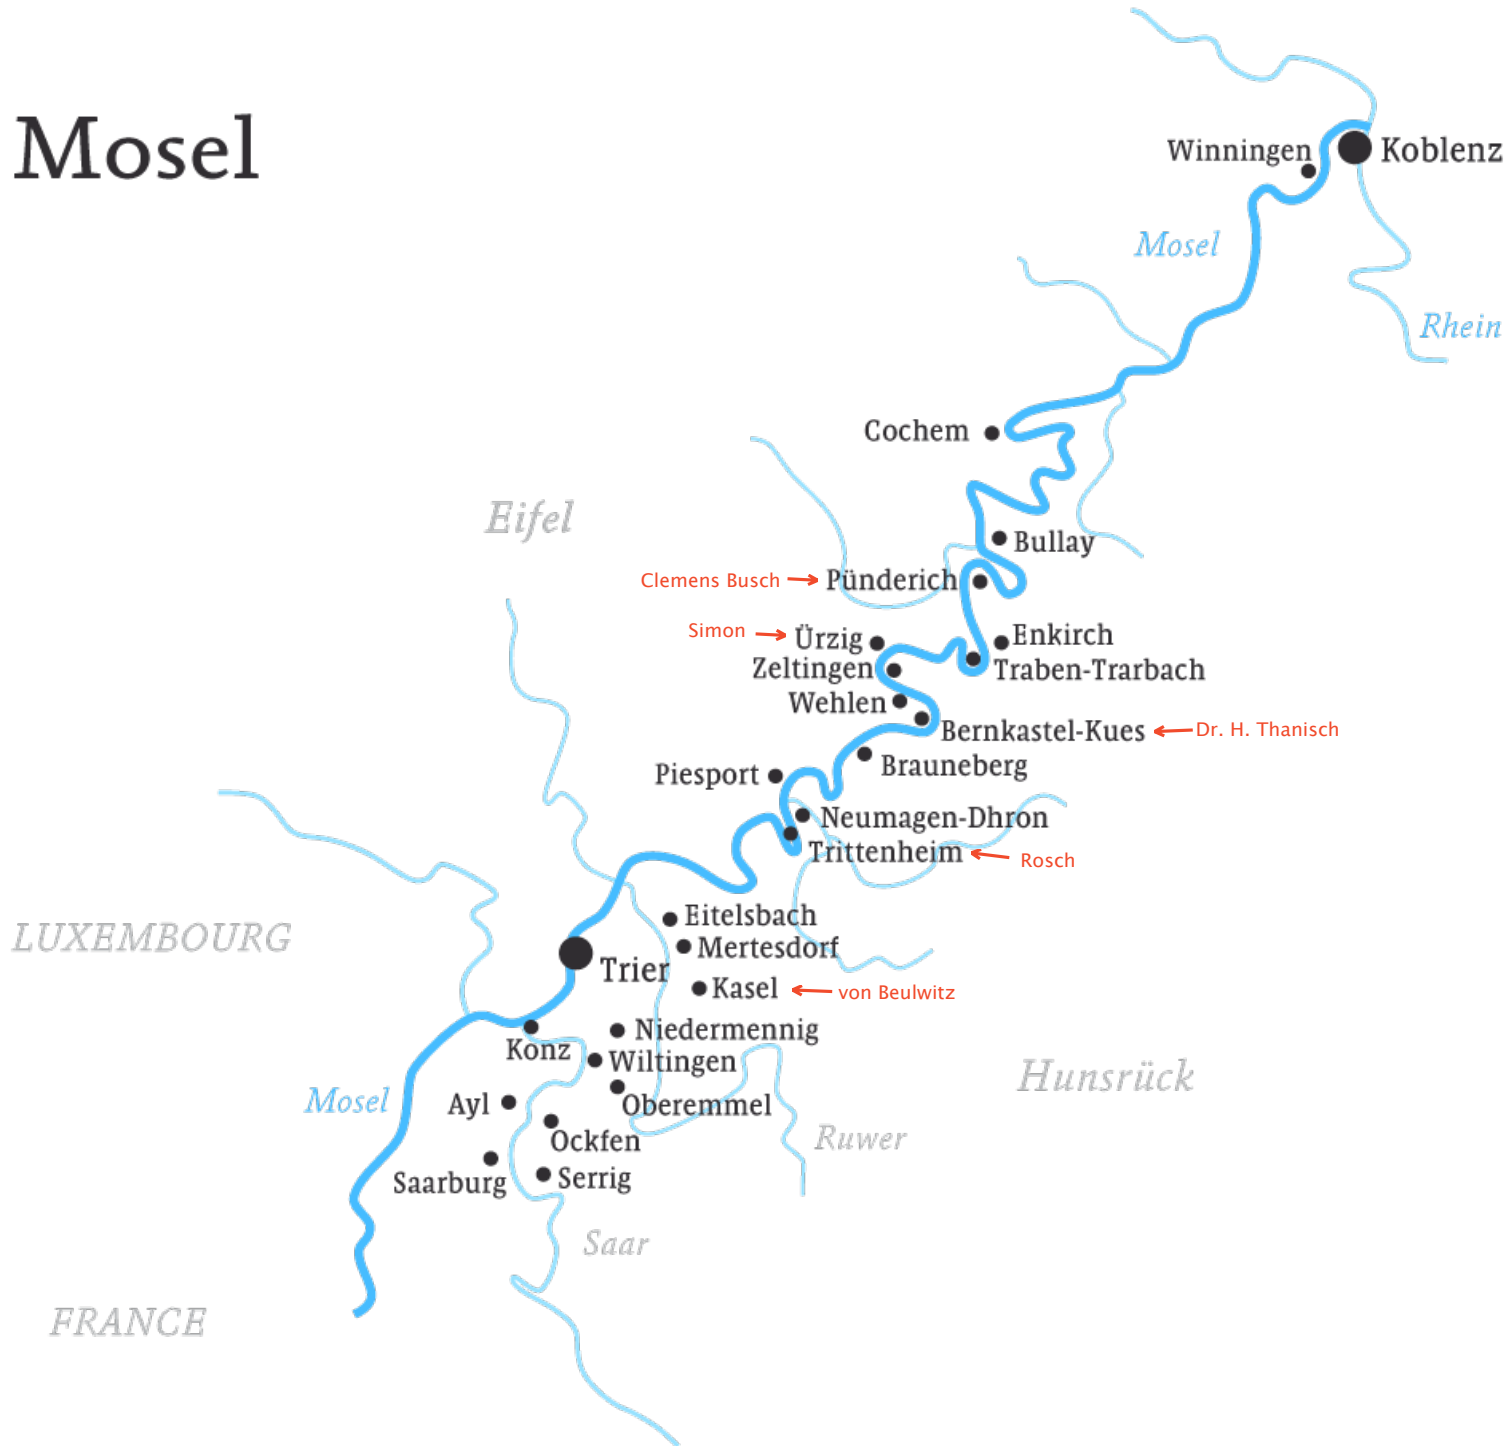 Mosel
Winningen
Koblenz
Mosel
Rhein
Cochem
Eifel
Bullay
Clemens Busch
Pünderich
Simon
Ürzig
Enkirch
Zeltingen
Traben-Trarbach
Wehlen
Bernkastel-Kues
Dr. H. Thanisch
Brauneberg
Piesport
Neumagen-Dhron
Trittenheim
Rosch
Eitelsbach
LUXEMBOURG
Mertesdorf
Trier
Kasel
von Beulwitz
Niedermennig
Konz
Wiltingen
Hunsrück
Mosel
Ayl
Oberemmel
Ockfen
Ruwer
Saarburg
Serrig
Saar
FRANCE